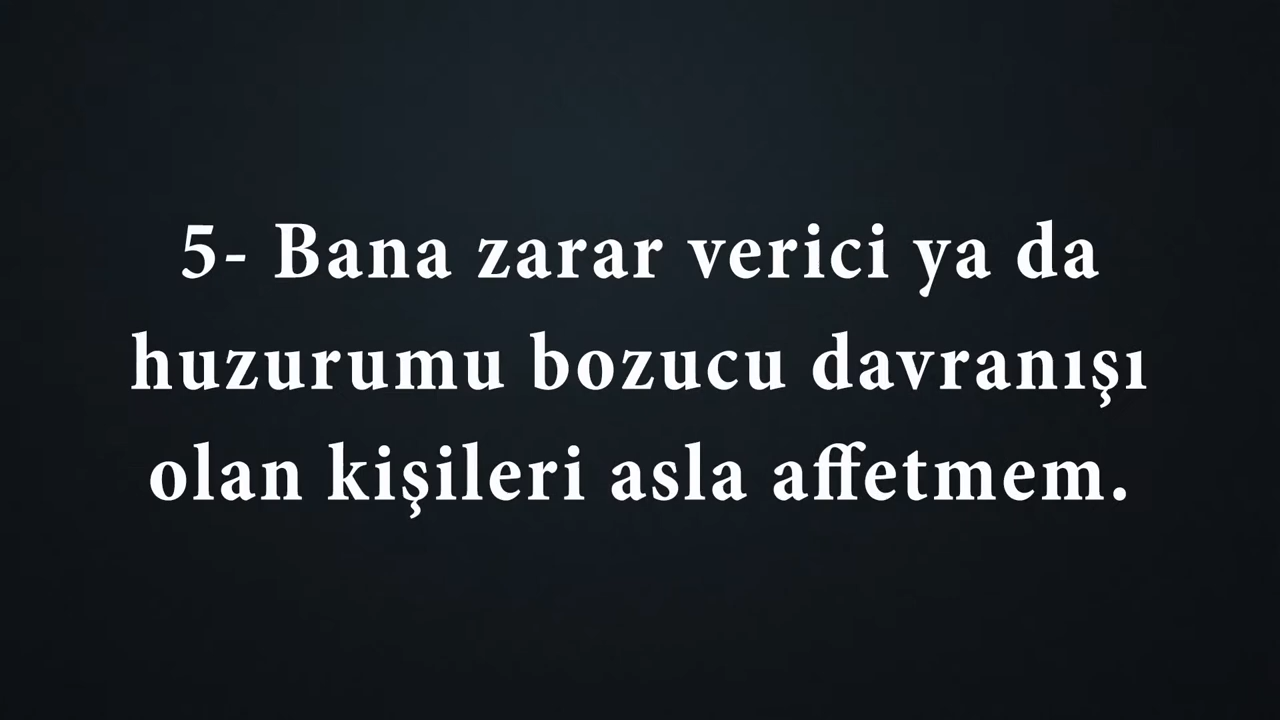 5- Bana zarar verici ya da
huzurumu bozucu davranışı
olan kişileri asla affetmem.